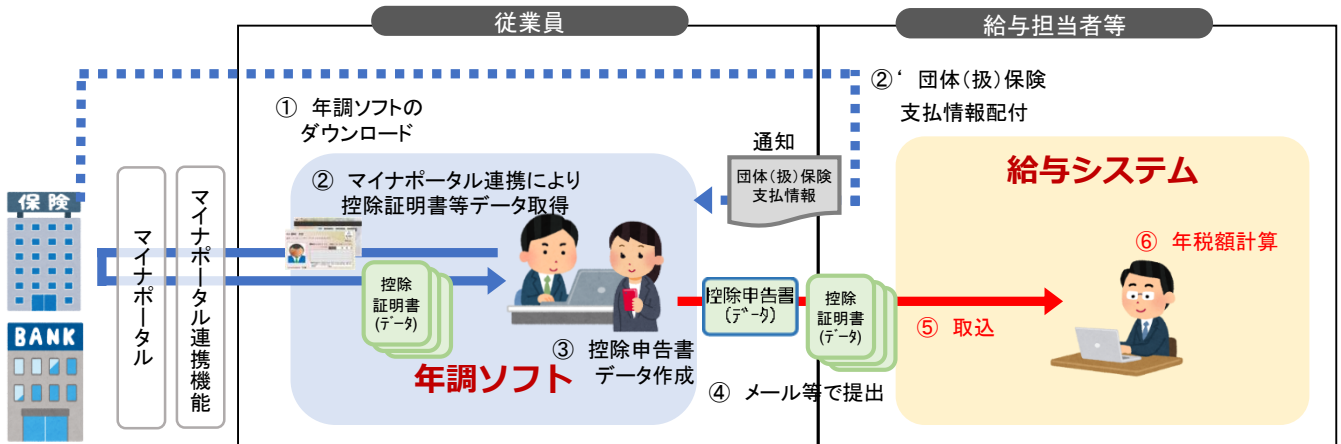 従業員
給与担当者等
① 年調ソフトの
ダウンロード
②‘ 団体(扱)保険
支払情報配付
通知
団体(扱)保険
支払情報
給与システム
② マイナポータル連携により
控除証明書等データ取得
保険
BANK
マイナポータル
マイナポータル連携機能
控除
証明書
(ﾃﾞｰﾀ)
③ 控除申告書
データ作成
年調ソフト
控除申告書
(ﾃﾞｰﾀ)
控除
証明書
(ﾃﾞｰﾀ)
④ メール等で提出
⑤ 取込
⑥ 年税額計算